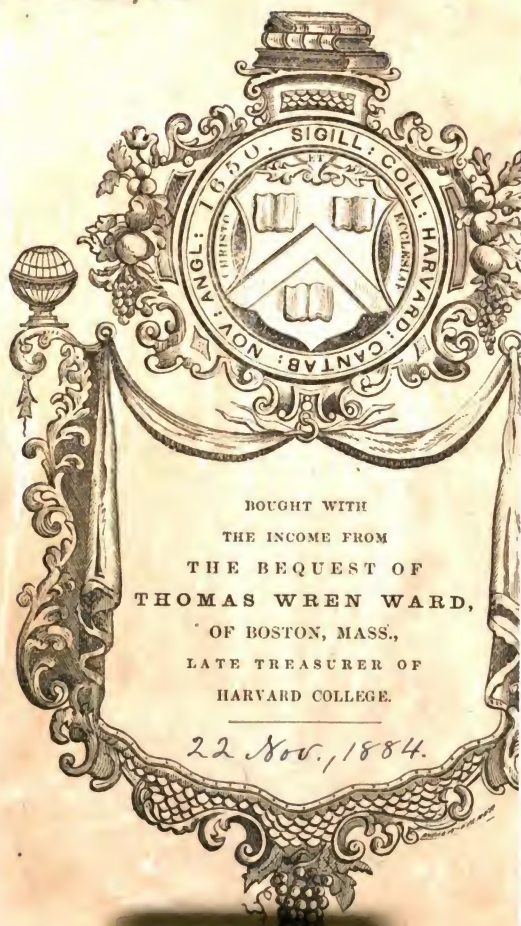 SIGILL: COLL: HARVARD: CANTAB: NOV: ANGL: 1650.
ET
CHRISTO
ECCLESIAE
BOUGHT WITH
THE INCOME FROM
THE BEQUEST OF
THOMAS WREN WARD,
OF BOSTON, MASS.,
LATE TREASURER OF
HARVARD COLLEGE.
22 Nov., 1884.